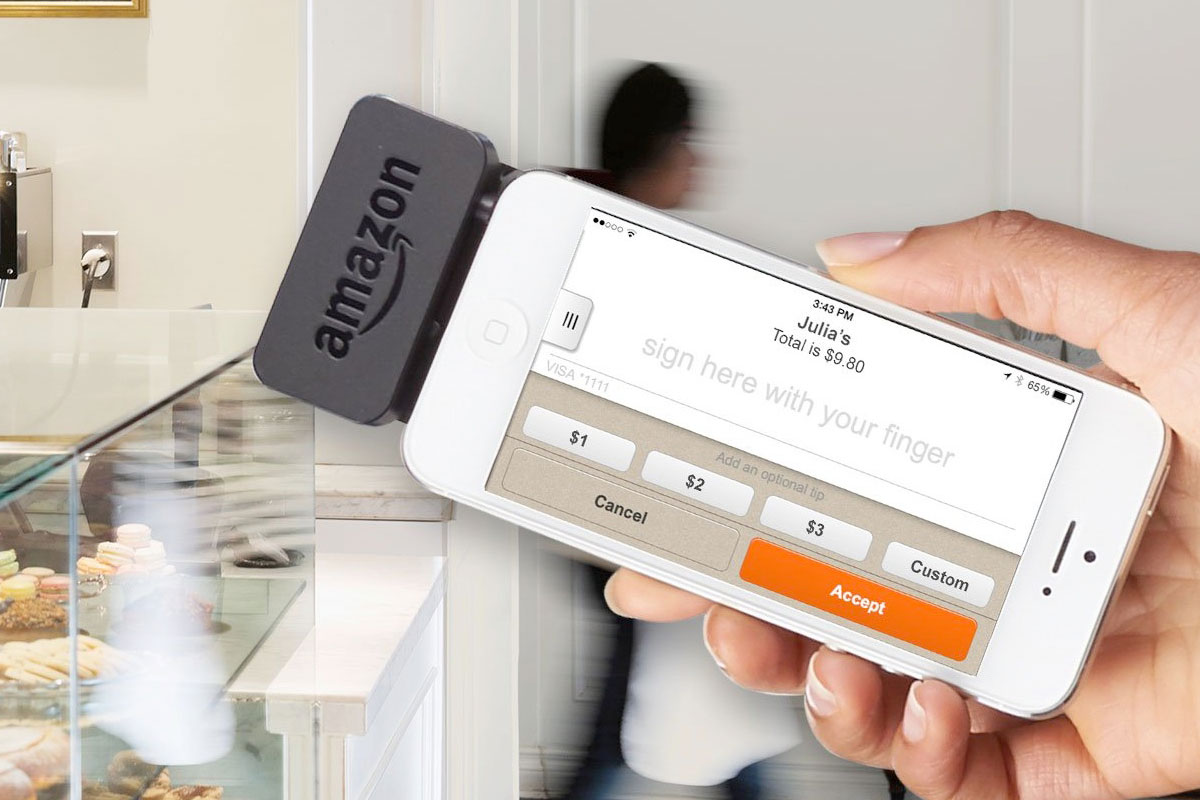 amazon
3:43 PM
65%
Julia's
Total is $9.80
sign here with your finger
VISA *1111
Add an optional tip
$1
$2
$3
Custom
Cancel
Accept